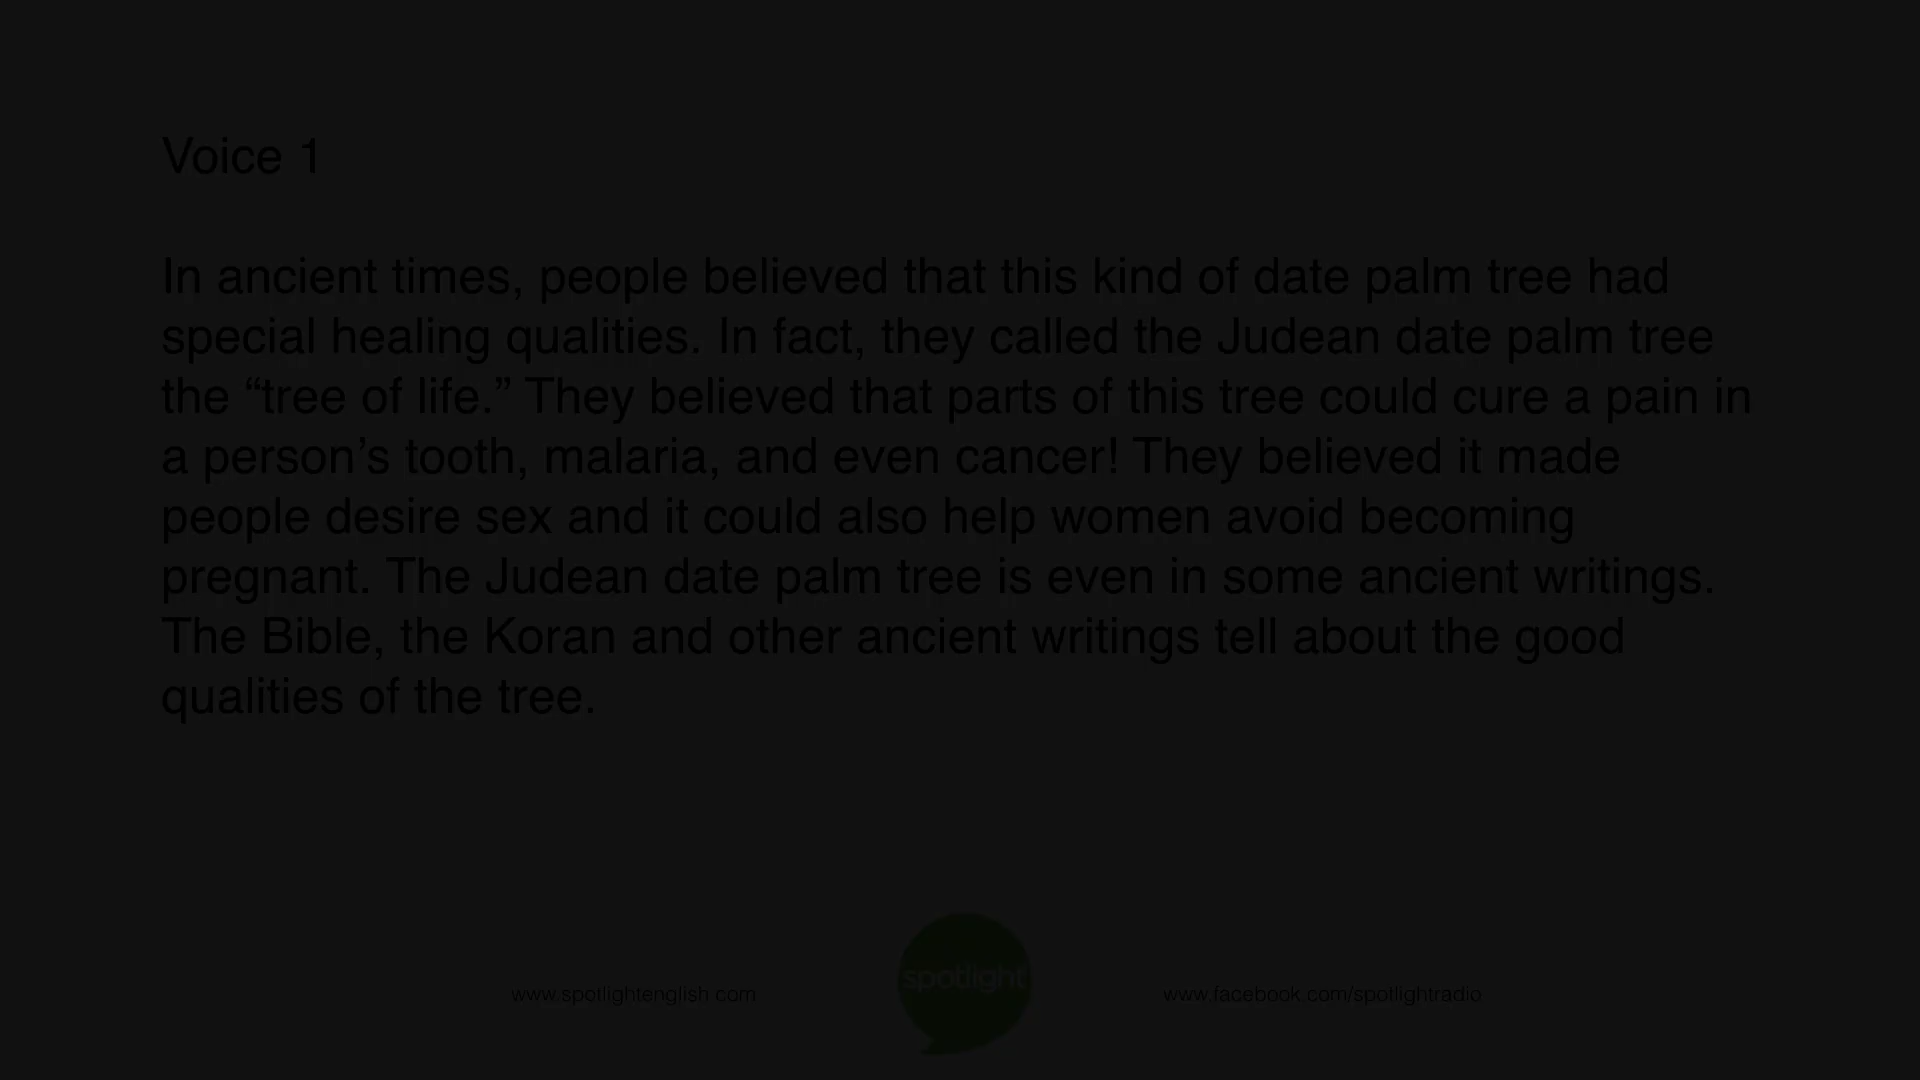 Voice 1
In ancient times, people believed that this kind of date palm tree had
special healing qualities. In fact, they called the Judean date palm tree
the “tree of life.” They believed that parts of this tree could cure a pain in
a person’s tooth, malaria, and even cancer! They believed it made
people desire sex and it could also help women avoid becoming
pregnant. The Judean date palm tree is even in some ancient writings.
The Bible, the Koran and other ancient writings tell about the good
qualities of the tree.
www.spotlightenglish.com
spotlight
www.facebook.com/spotlightradio